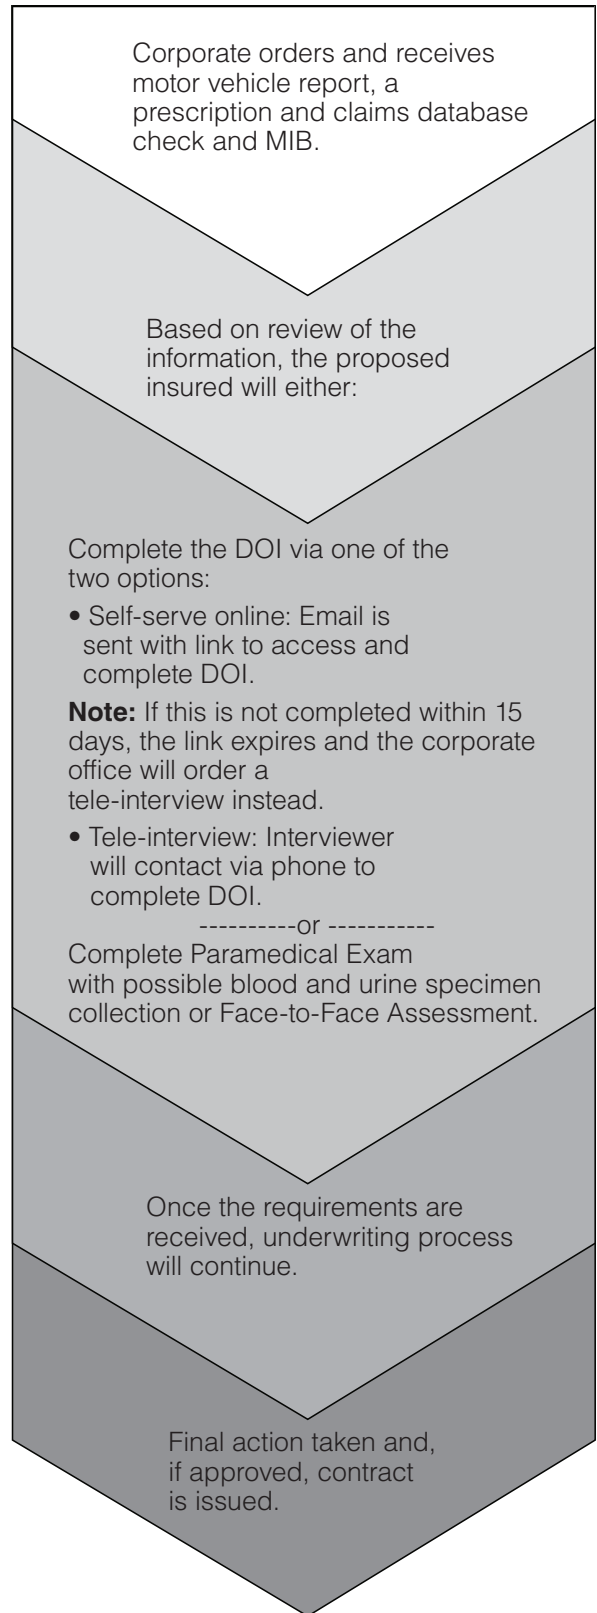 Corporate orders and receives
motor vehicle report, a
prescription and claims database
check and MIB.
Based on review of the
information, the proposed
insured will either:
Complete the DOI via one of the
two options:
• Self-serve online: Email is
sent with link to access and
complete DOI.
Note: If this is not completed within 15
days, the link expires and the corporate
office will order a
tele-interview instead.
• Tele-interview: Interviewer
will contact via phone to
complete DOI.
----------or -----------
Complete Paramedical Exam
with possible blood and urine specimen
collection or Face-to-Face Assessment.
Once the requirements are
received, underwriting process
will continue.
Final action taken and,
if approved, contract
is issued.